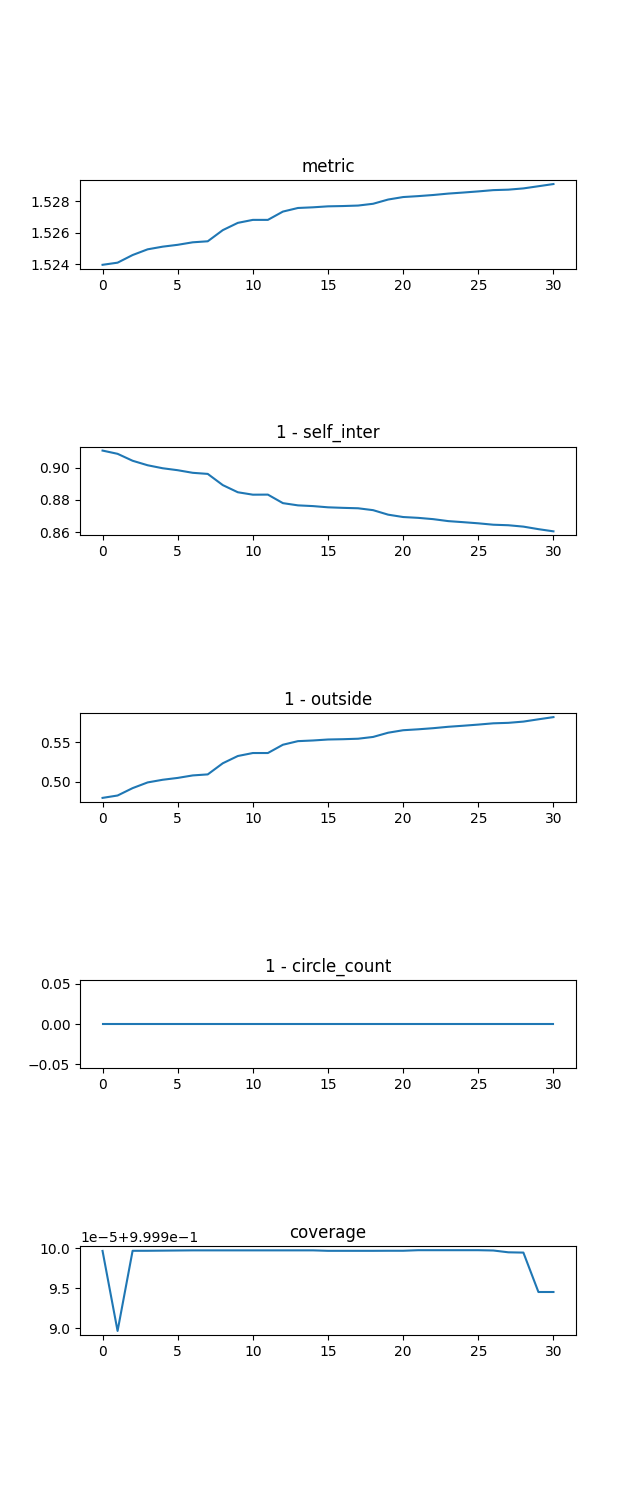 metric
1.528
1.526
1.524
0 5 10 15 20 25 30
1 - self_inter
0.90
0.88
0.86
0 5 10 15 20 25 30
1 - outside
0.55
0.50
0 5 10 15 20 25 30
1 - circle_count
0.05
0.00
−0.05
0 5 10 15 20 25 30
coverage
1e-5+9.999e-1
10.0
9.5
9.0
0 5 10 15 20 25 30